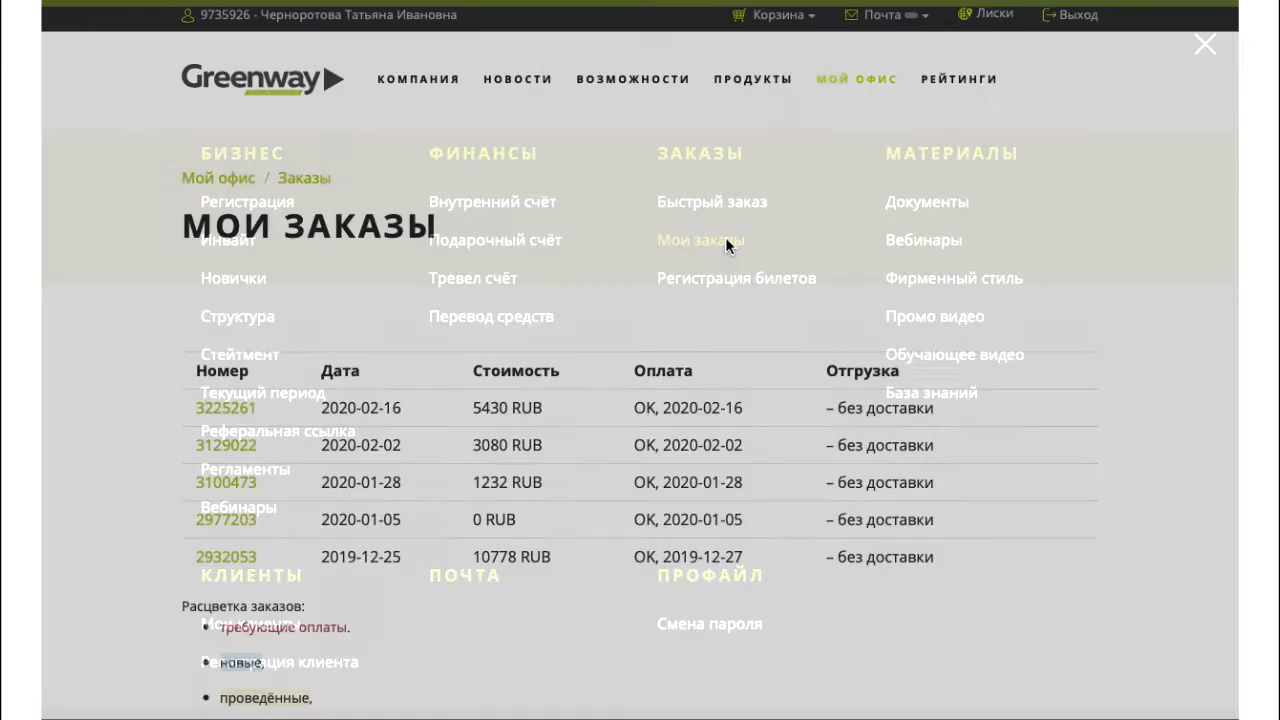 9735926 - Черноротова Татьяна Ивановна Корзина Почта Лиски Выход
Greenway КОМПАНИЯ НОВОСТИ ВОЗМОЖНОСТИ ПРОДУКТЫ МОЙ ОФИС РЕЙТИНГИ
БИЗНЕС ФИНАНСЫ ЗАКАЗЫ МАТЕРИАЛЫ
Мой офис / Заказы
Регистрация Внутренний счёт Быстрый заказ Документы
МОИ ЗАКАЗЫ
Инвайт Подарочный счёт Мои заказы Вебинары
Новички Тревел счёт Регистрация билетов Фирменный стиль
Структура Перевод средств Промо видео
Стейтмент Обучающее видео
Номер Дата Стоимость Оплата Отгрузка
Текущий период База знаний
3225261 2020-02-16 5430 RUB OK, 2020-02-16 – без доставки
Реферальная ссылка
3129022 2020-02-02 3080 RUB OK, 2020-02-02 – без доставки
Регламенты
3100473 2020-01-28 1232 RUB OK, 2020-01-28 – без доставки
Вебинары
2977203 2020-01-05 0 RUB OK, 2020-01-05 – без доставки
2932053 2019-12-25 10778 RUB OK, 2019-12-27 – без доставки
КЛИЕНТЫ ПОЧТА ПРОФАЙЛ
Расцветка заказов:
Мои клиенты Смена пароля
• требующие оплаты.
Регистрация клиента
• новые,
• проведённые,